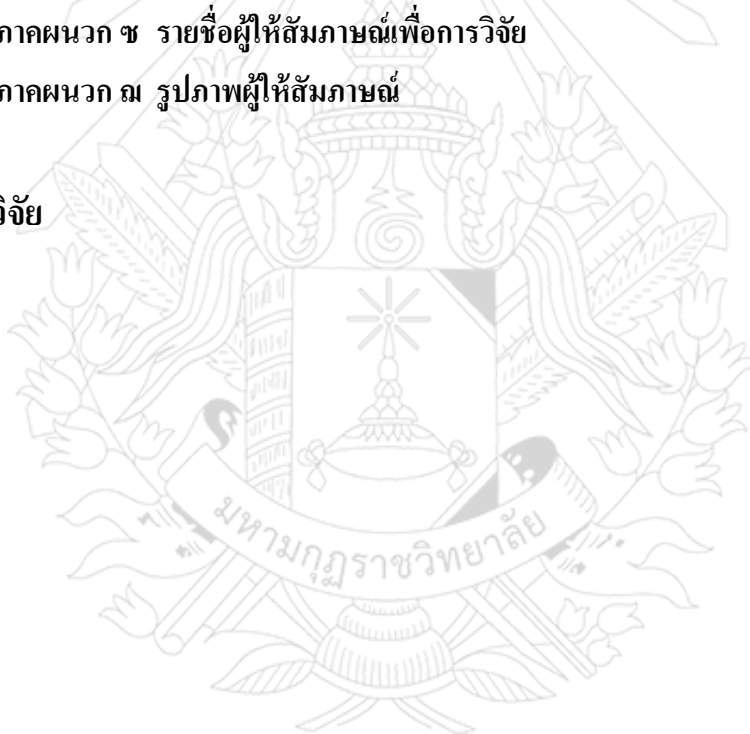 ภาคผนวก ซ รายชื่อผู้ให้สัมภาษณ์เพื่อการวิจัย
ภาคผนวก ฌ รูปภาพผู้ให้สัมภาษณ์
วิจัย
มหามกุฏราชวิทยาลัย